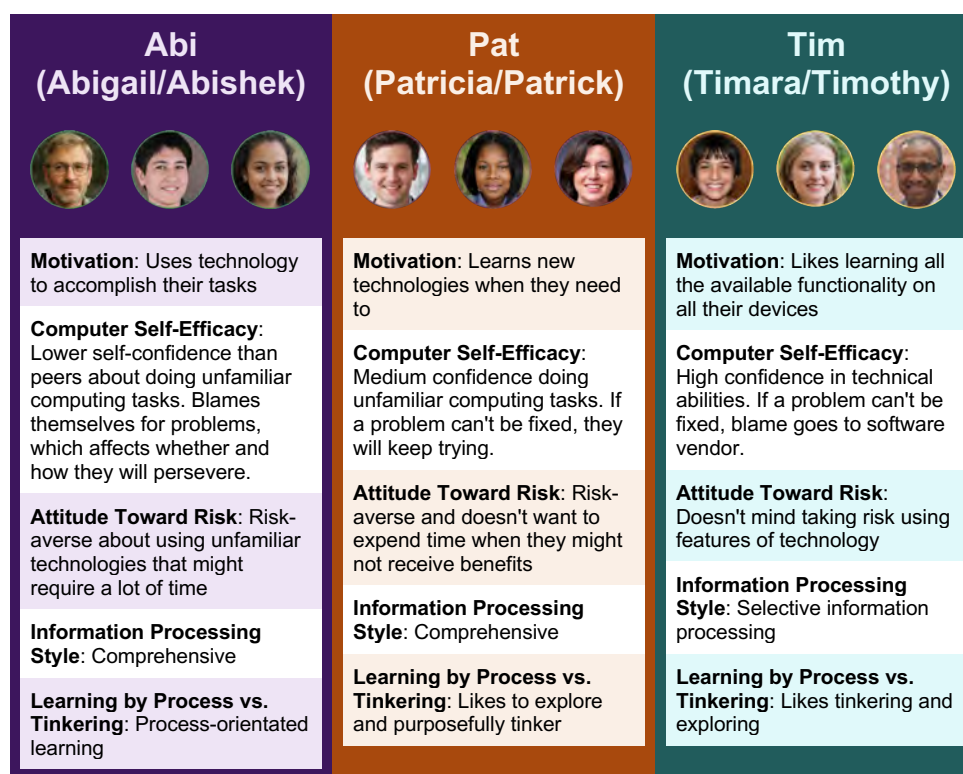 Abi
(Abigail/Abishek)
Motivation: Uses technology
to accomplish their tasks
Computer Self-Efficacy:
Lower self-confidence than
peers about doing unfamiliar
computing tasks. Blames
themselves for problems,
which affects whether and
how they will persevere.
Attitude Toward Risk: Risk-
averse about using unfamiliar
technologies that might
require a lot of time
Information Processing
Style: Comprehensive
Learning by Process vs.
Tinkering: Process-orientated
learning
Pat
(Patricia/Patrick)
Motivation: Learns new
technologies when they need
to
Computer Self-Efficacy:
Medium confidence doing
unfamiliar computing tasks. If
a problem can't be fixed, they
will keep trying.
Attitude Toward Risk: Risk-
averse and doesn't want to
expend time when they might
not receive benefits
Information Processing
Style: Comprehensive
Learning by Process vs.
Tinkering: Likes to explore
and purposefully tinker
Tim
(Timara/Timothy)
Motivation: Likes learning all
the available functionality on
all their devices
Computer Self-Efficacy:
High confidence in technical
abilities. If a problem can't be
fixed, blame goes to software
vendor.
Attitude Toward Risk:
Doesn't mind taking risk using
features of technology
Information Processing
Style: Selective information
processing
Learning by Process vs.
Tinkering: Likes tinkering and
exploring